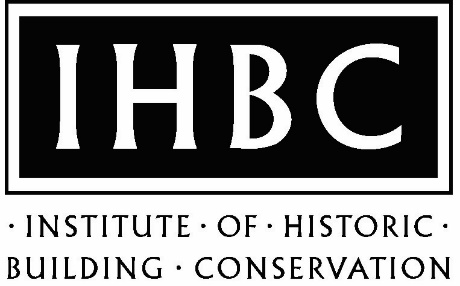 IHBC
· INSTITUTE · OF · HISTORIC ·
BUILDING · CONSERVATION